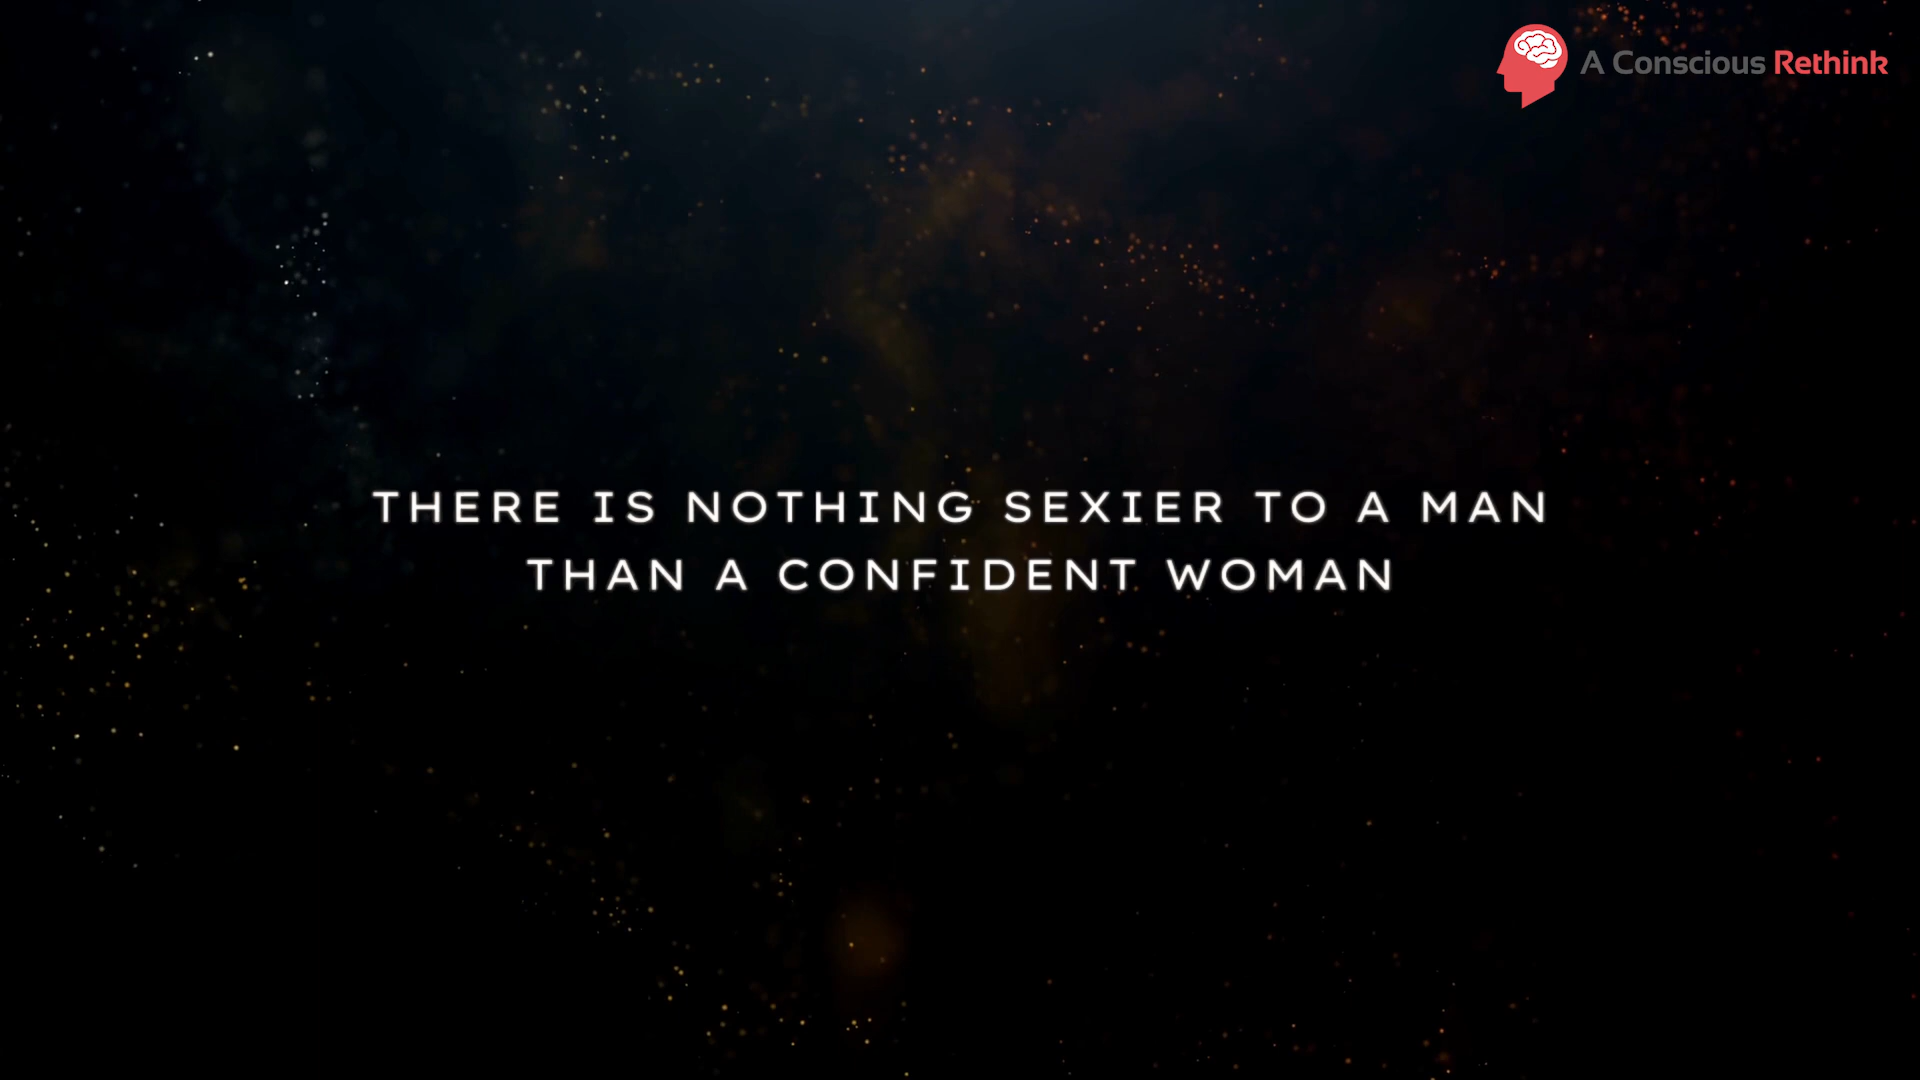 A Conscious Rethink
THERE IS NOTHING SEXIER TO A MAN
THAN A CONFIDENT WOMAN